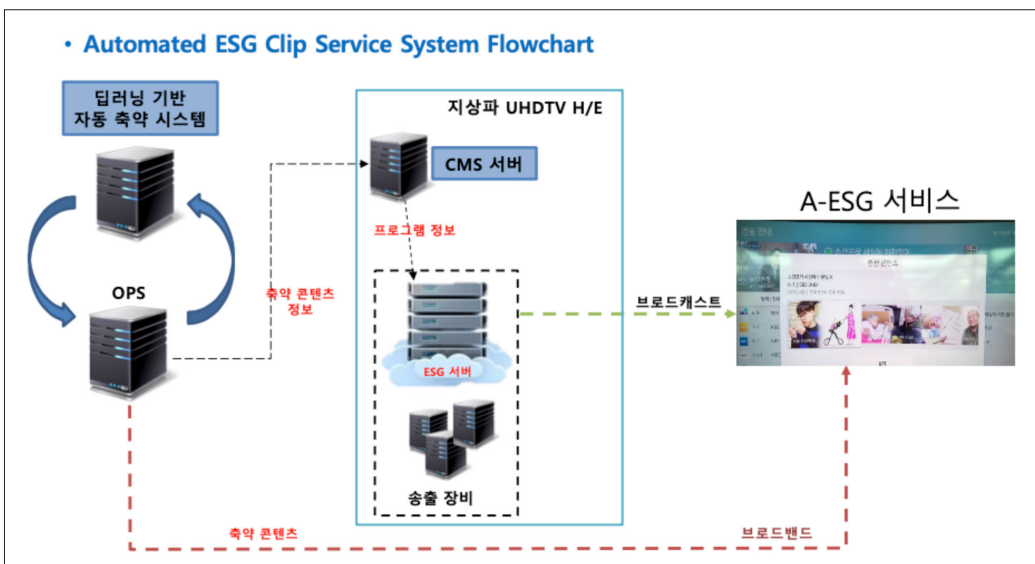 • Automated ESG Clip Service System Flowchart
딥러닝 기반
자동 축약 시스템
지상파 UHDTV H/E
CMS 서버
A-ESG 서비스
프로그램 정보
OPS
축약 콘텐츠
정보
브로드캐스트
ESG 서버
송출 장비
축약 콘텐츠
브로드밴드